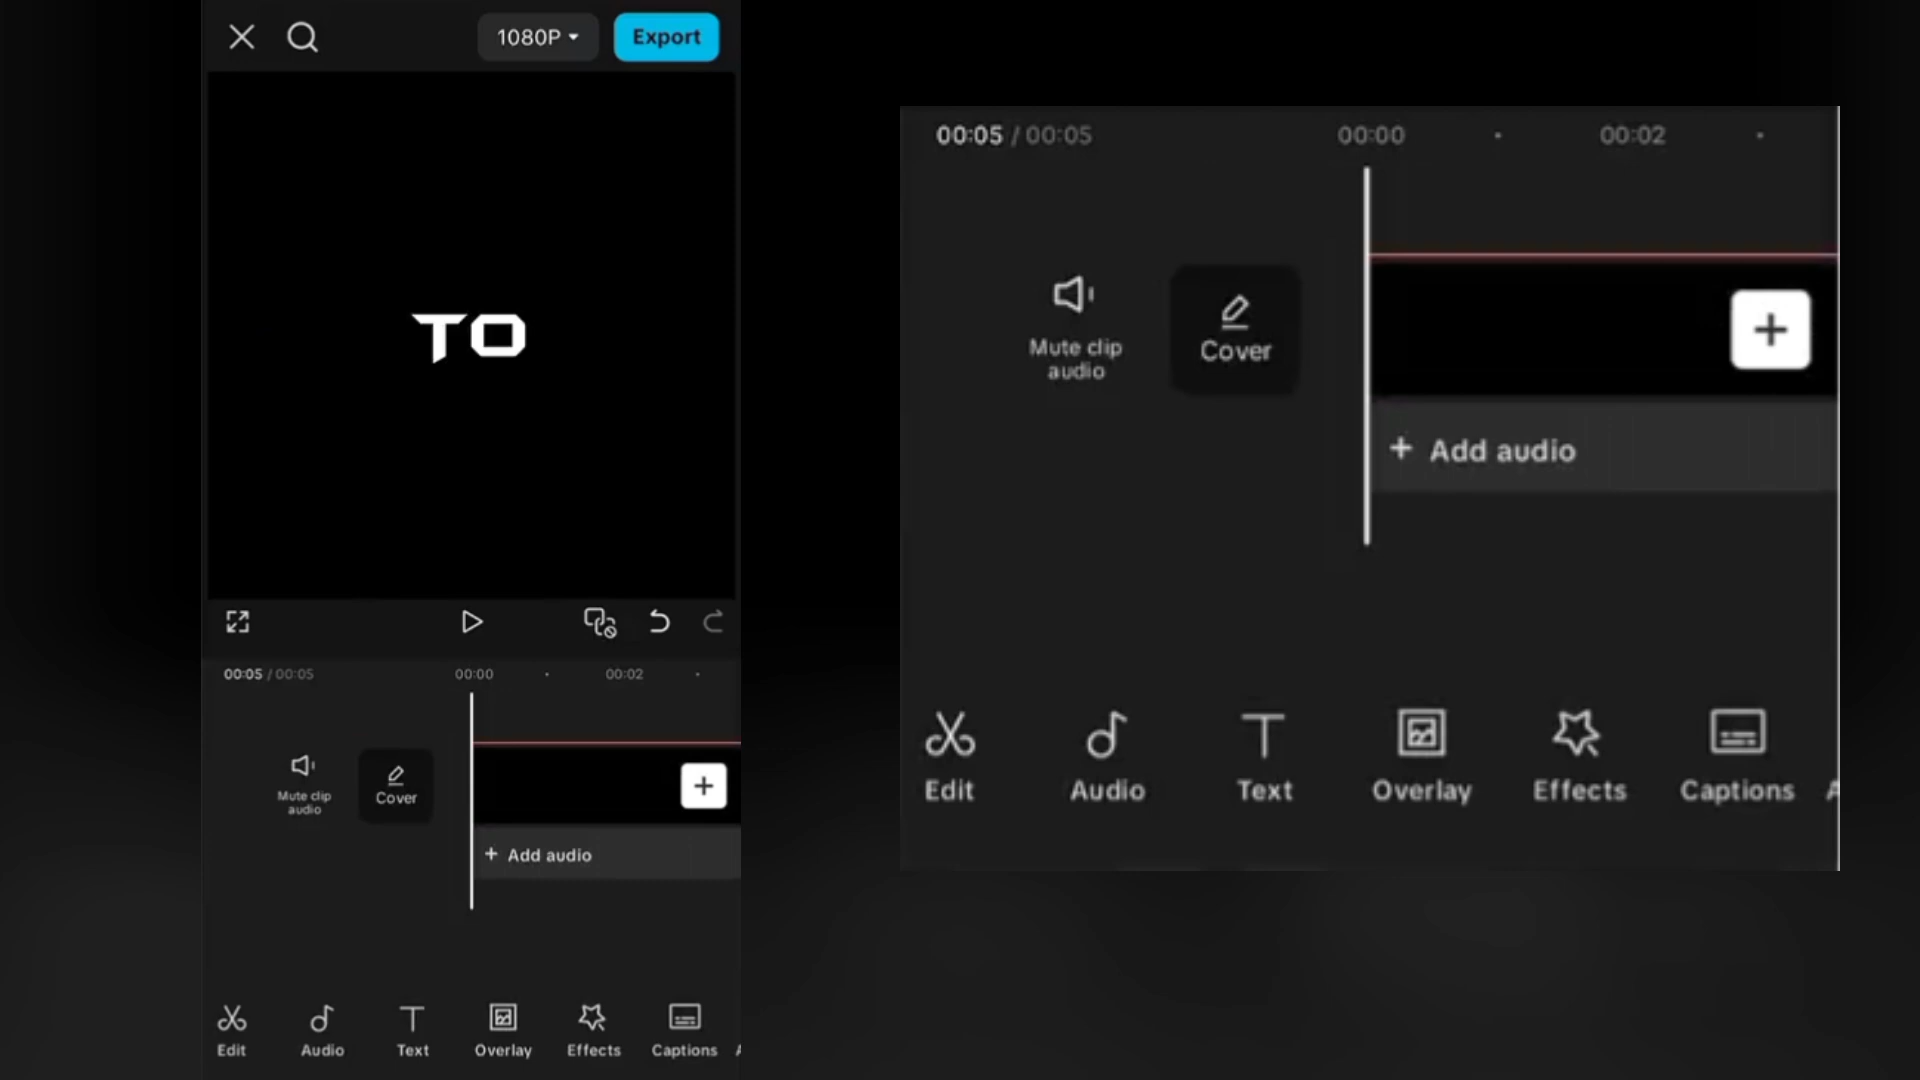 1080P
Export
TO
00:05 / 00:05
00:00
00:02
Mute clip
audio
Cover
+ Add audio
Edit
Audio
Text
Overlay
Effects
Captions
A
00:05 / 00:05
00:00
00:02
Mute clip
audio
Cover
+ Add audio
Edit
Audio
Text
Overlay
Effects
Captions
A